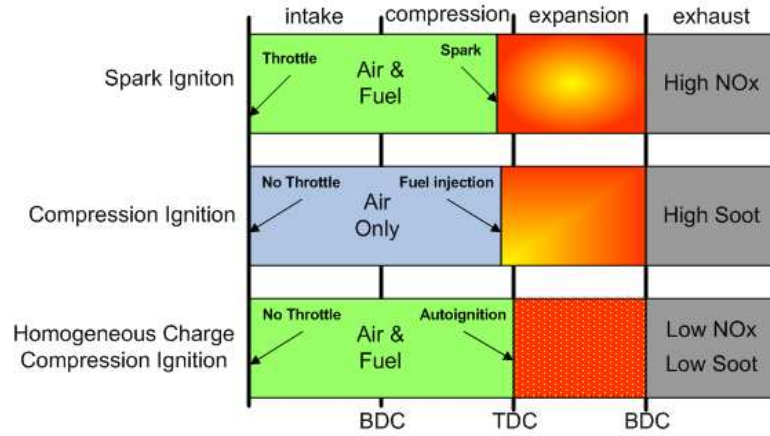 intake compression expansion exhaust
Spark Igniton
Throttle
Air &
Fuel
Spark
High NOx
Compression Ignition
No Throttle
Air
Only
Fuel injection
High Soot
Homogeneous Charge
Compression Ignition
No Throttle
Air &
Fuel
Autoignition
Low NOx
Low Soot
BDC TDC BDC